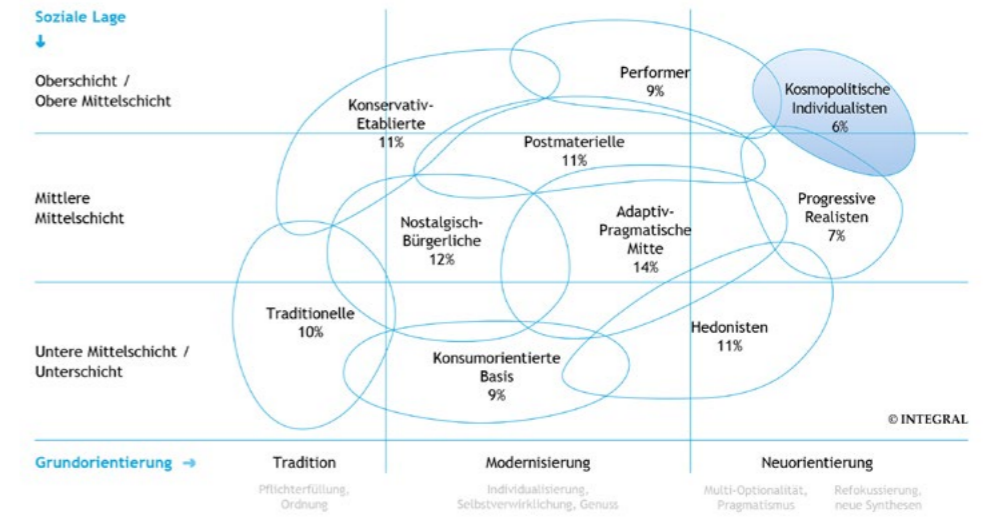 Soziale Lage
↓
Oberschicht /
Obere Mittelschicht
Konservativ-
Etablierte
11%
Performer
9%
Kosmopolitische
Individualisten
6%
Postmaterielle
11%
Mittlere
Mittelschicht
Nostalgisch-
Bürgerliche
12%
Adaptiv-
Pragmatische
Mitte
14%
Progressive
Realisten
7%
Traditionelle
10%
Hedonisten
11%
Untere Mittelschicht /
Unterschicht
Konsumorientierte
Basis
9%
© INTEGRAL
Grundorientierung →
Tradition
Modernisierung
Neuorientierung
Pflichterfüllung,
Ordnung
Individualisierung,
Selbstverwirklichung, Genuss
Multi-Optionalität,
Pragmatismus
Refokussierung,
neue Synthesen